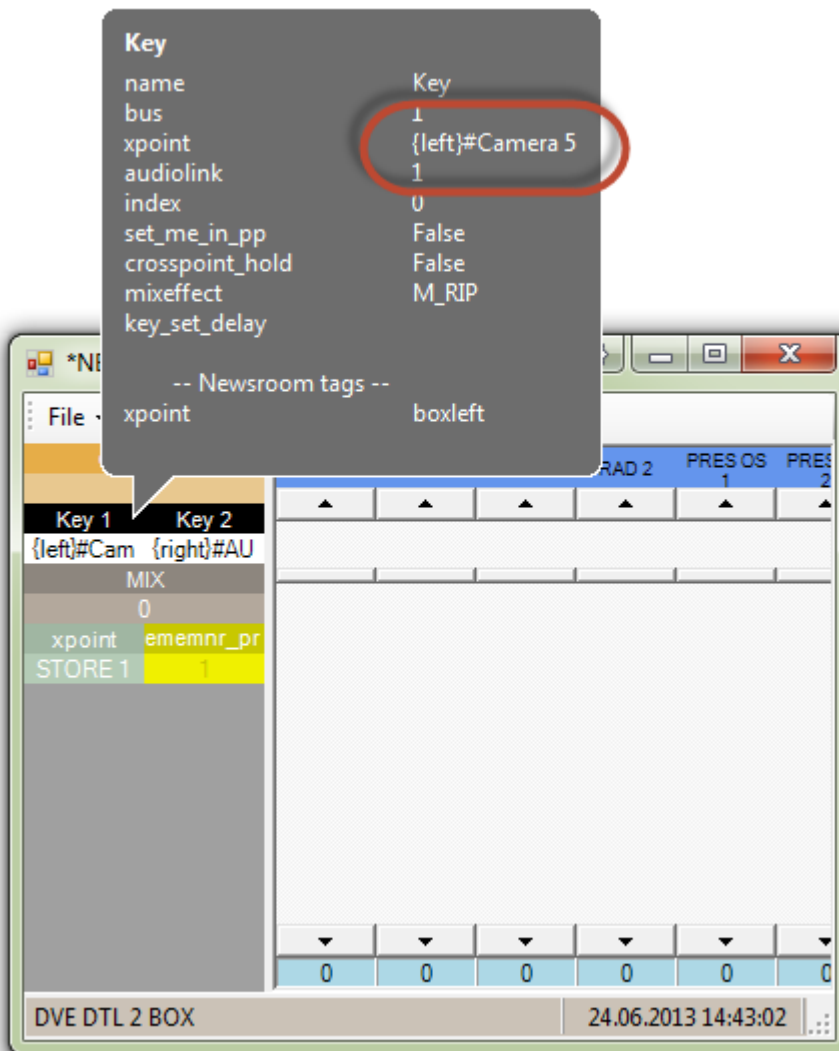 Key
name Key
bus 1
xpoint {left}#Camera 5
audiolink 1
index 0
set_me_in_pp False
crosspoint_hold False
mixeffect M_RIP
key_set_delay
-- Newsroom tags --
xpoint boxleft
File
RAD 2 PRES OS 1
Key 1 Key 2
{left}#Cam {right}#AU
MIX
0
xpoint ememnr_pr
STORE 1 1
0 0 0 0 0
DVE DTL 2 BOX 24.06.2013 14:43:02